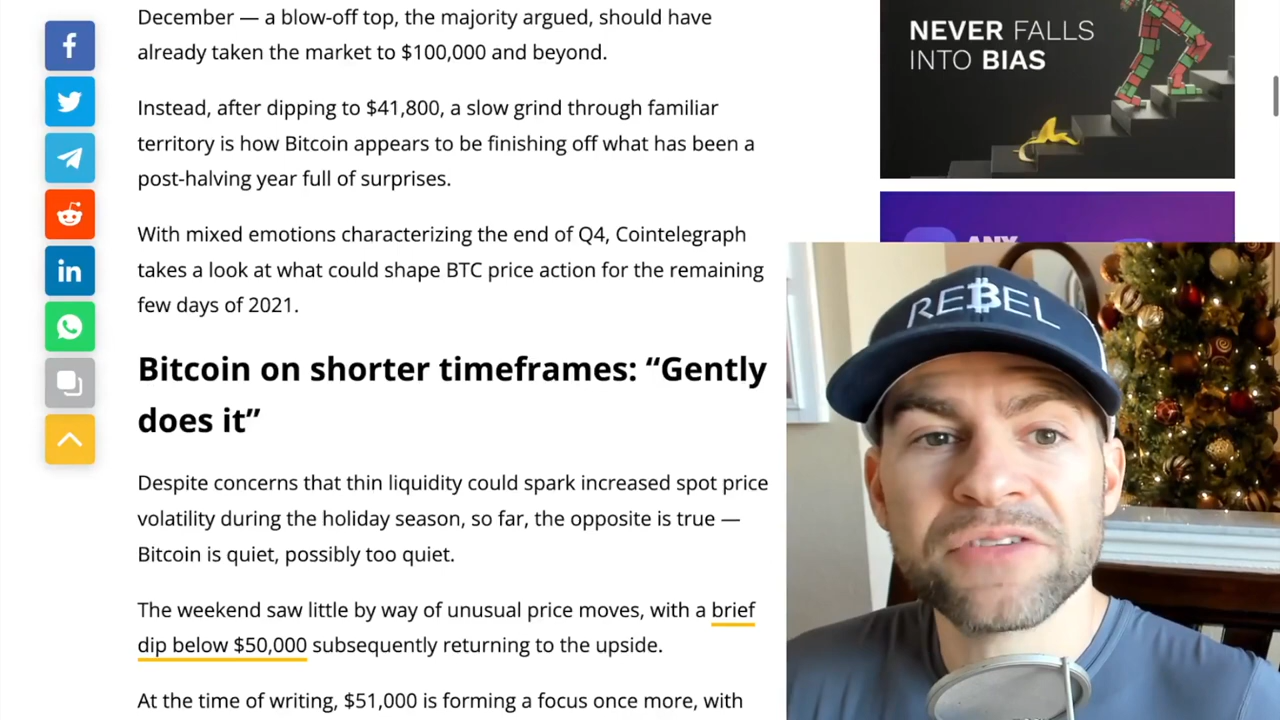 December — a blow-off top, the majority argued, should have
already taken the market to $100,000 and beyond.
Instead, after dipping to $41,800, a slow grind through familiar
territory is how Bitcoin appears to be finishing off what has been a
post-halving year full of surprises.
With mixed emotions characterizing the end of Q4, Cointelegraph
takes a look at what could shape BTC price action for the remaining
few days of 2021.
Bitcoin on shorter timeframes: “Gently
does it”
Despite concerns that thin liquidity could spark increased spot price
volatility during the holiday season, so far, the opposite is true —
Bitcoin is quiet, possibly too quiet.
The weekend saw little by way of unusual price moves, with a brief
dip below $50,000 subsequently returning to the upside.
At the time of writing, $51,000 is forming a focus once more, with
NEVER FALLS
INTO BIAS
ANY
REBEL